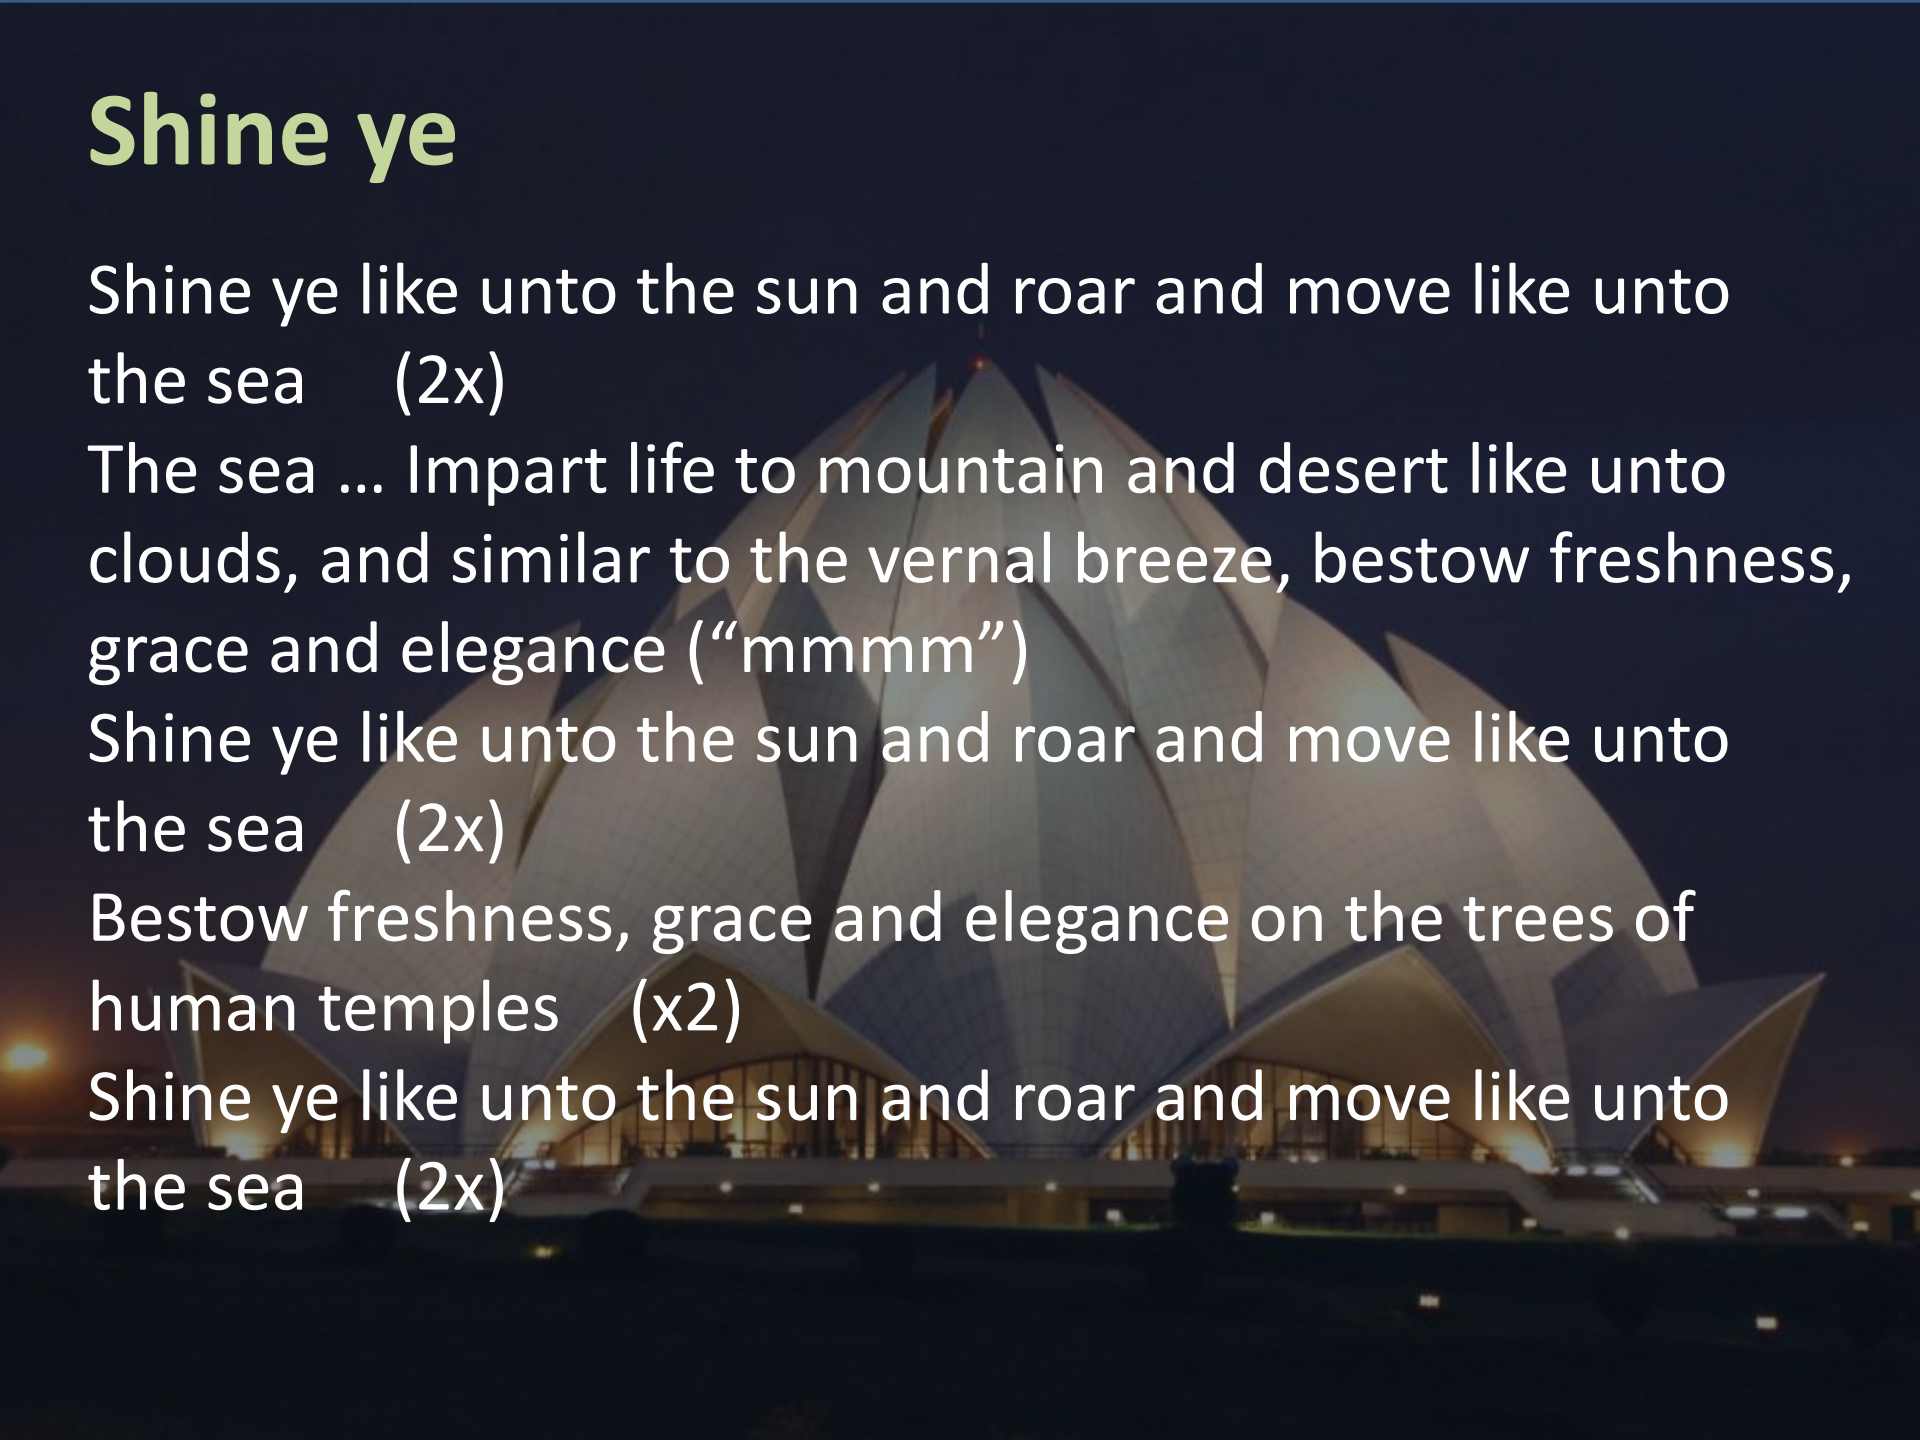 Shine ye
Shine ye like unto the sun and roar and move like unto
the sea (2x)
The sea … Impart life to mountain and desert like unto
clouds, and similar to the vernal breeze, bestow freshness,
grace and elegance (“mmmm”)
Shine ye like unto the sun and roar and move like unto
the sea (2x)
Bestow freshness, grace and elegance on the trees of
human temples (x2)
Shine ye like unto the sun and roar and move like unto
the sea (2x)